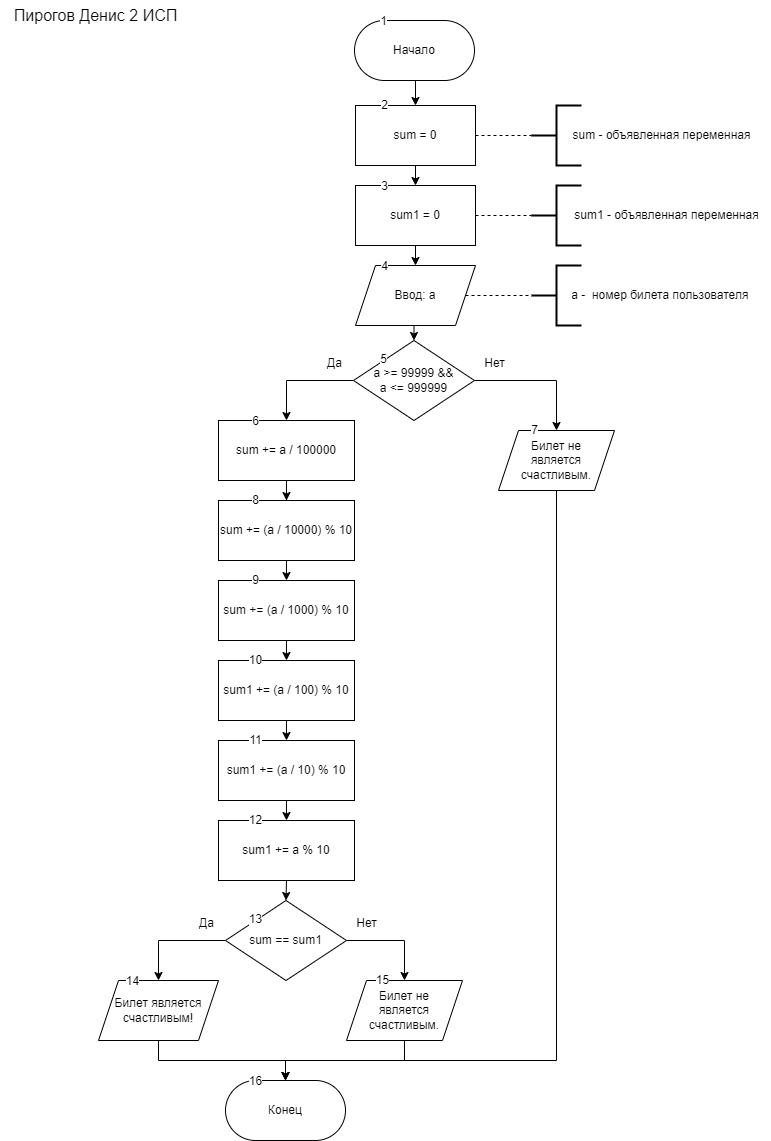 Пирогов Денис 2 ИСП
1
Начало
2
sum = 0
sum - объявленная переменная
3
sum1 = 0
sum1 - объявленная переменная
4
Ввод: a
a -  номер билета пользователя
5
a >= 99999 &&
a <= 999999
Да
Нет
6
sum += a / 100000
7
Билет не
является
счастливым.
8
sum += (a / 10000) % 10
9
sum += (a / 1000) % 10
10
sum1 += (a / 100) % 10
11
sum1 += (a / 10) % 10
12
sum1 += a % 10
13
sum == sum1
Да
Нет
14
Билет является
счастливым!
15
Билет не
является
счастливым.
16
Конец